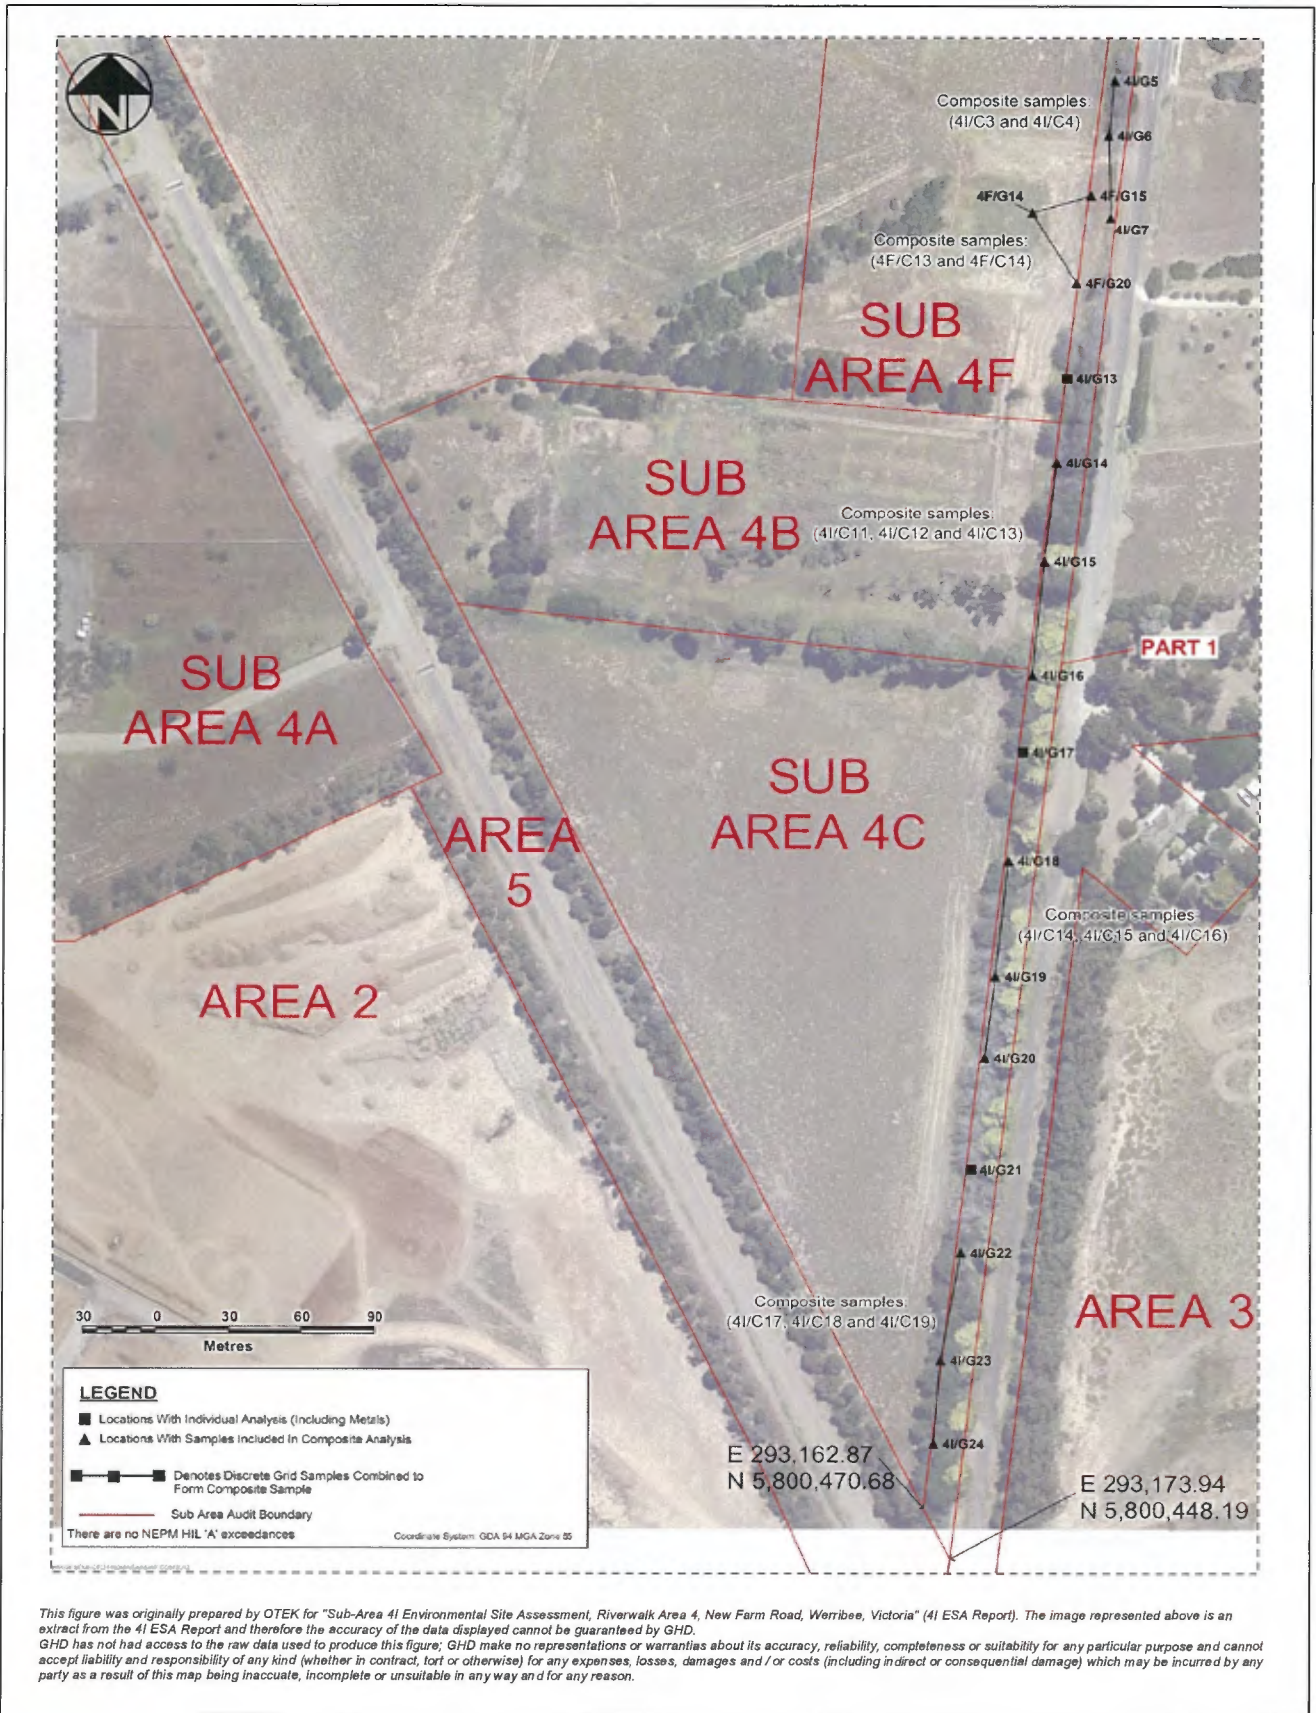 N
Composite samples:
(4I/C3 and 4I/C4)
4I/G5
4I/G6
4F/G14
4F/G15
4I/G7
Composite samples:
(4F/C13 and 4F/C14)
4F/G20
SUB
AREA 4F
4I/G13
4I/G14
SUB
AREA 4B
Composite samples:
(4I/C11, 4I/C12 and 4I/C13)
4I/G15
PART 1
4I/G16
SUB
AREA 4A
4I/G17
SUB
AREA 4C
AREA
5
4I/G18
Composite samples
(4I/C14, 4I/C15 and 4I/C16)
4I/G19
AREA 2
4I/G20
4I/G21
4I/G22
Composite samples:
(4I/C17, 4I/C18 and 4I/C19)
AREA 3
30 0 30 60 90
Metres
4I/G23
4I/G24
E 293,162.87
N 5,800,470.68
E 293,173.94
N 5,800,448.19
LEGEND
Locations With Individual Analysis (Including Metals)
Locations With Samples Included In Composite Analysis
Denotes Discrete Grid Samples Combined to
Form Composite Sample
Sub Area Audit Boundary
There are no NEPM HIL 'A' exceedances
Coordinate System: GDA 94 MGA Zone 55
This figure was originally prepared by OTEK for "Sub-Area 4I Environmental Site Assessment, Riverwalk Area 4, New Farm Road, Werribee, Victoria" (4I ESA Report). The image represented above is an
extract from the 4I ESA Report and therefore the accuracy of the data displayed cannot be guaranteed by GHD.
GHD has not had access to the raw data used to produce this figure; GHD make no representations or warranties about its accuracy, reliability, completeness or suitability for any particular purpose and cannot
accept liability and responsibility of any kind (whether in contract, tort or otherwise) for any expenses, losses, damages and / or costs (including indirect or consequential damage) which may be incurred by any
party as a result of this map being inaccuate, incomplete or unsuitable in any way and for any reason.